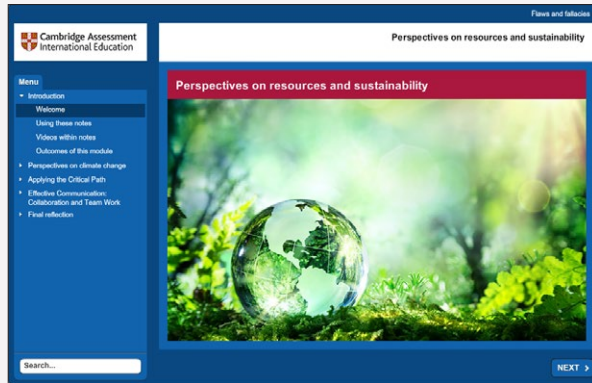 Flaws and fallacies
Cambridge Assessment
International Education
Perspectives on resources and sustainability
Menu
Introduction
Welcome
Using these notes
Videos within notes
Outcomes of this module
Perspectives on climate change
Applying the Critical Path
Effective Communication:
Collaboration and Team Work
Final reflection
Perspectives on resources and sustainability
Search...
NEXT